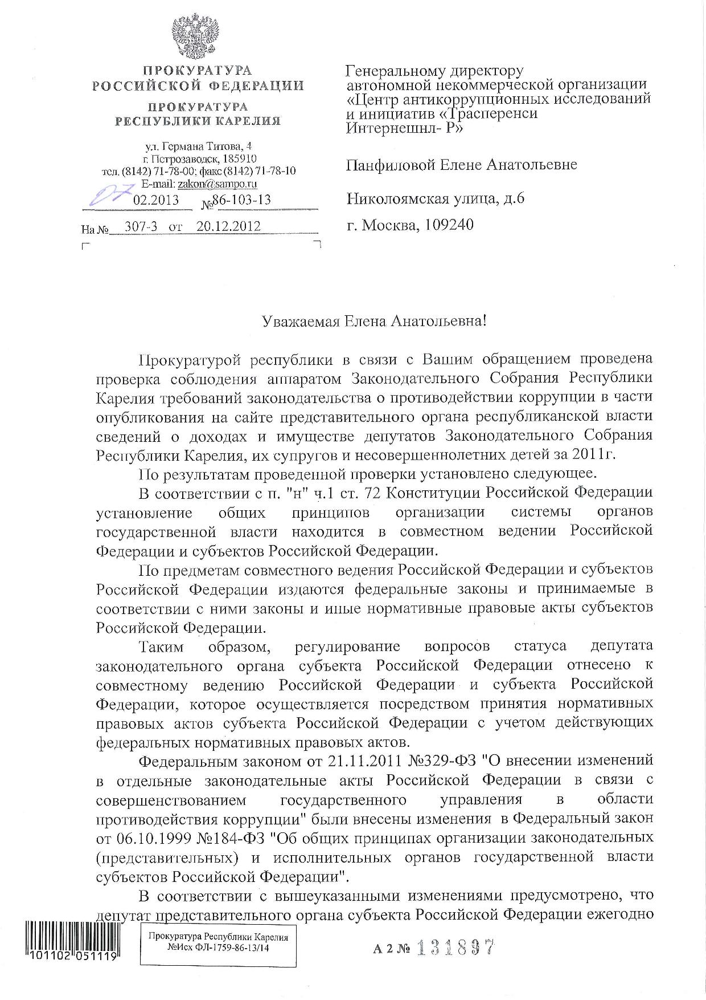 ПРОКУРАТУРА
РОССИЙСКОЙ ФЕДЕРАЦИИ
ПРОКУРАТУРА
РЕСПУБЛИКИ КАРЕЛИЯ
ул. Германа Титова, 4
г. Петрозаводск, 185910
тел. (8142) 71-78-00; факс (8142) 71-78-10
E-mail: zakon@sampo.ru
07 02.2013 №86-103-13
На № 307-3 от 20.12.2012
Генеральному директору
автономной некоммерческой организации
«Центр антикоррупционных исследований
и инициатив «Трасперенси
Интернешнл- Р»
Панфиловой Елене Анатольевне
Николоямская улица, д.6
г. Москва, 109240
Уважаемая Елена Анатольевна!
Прокуратурой республики в связи с Вашим обращением проведена
проверка соблюдения аппаратом Законодательного Собрания Республики
Карелия требований законодательства о противодействии коррупции в части
опубликования на сайте представительного органа республиканской власти
сведений о доходах и имуществе депутатов Законодательного Собрания
Республики Карелия, их супругов и несовершеннолетних детей за 2011г.
По результатам проведенной проверки установлено следующее.
В соответствии с п. "н" ч.1 ст. 72 Конституции Российской Федерации
установление общих принципов организации системы органов
государственной власти находится в совместном ведении Российской
Федерации и субъектов Российской Федерации.
По предметам совместного ведения Российской Федерации и субъектов
Российской Федерации издаются федеральные законы и принимаемые в
соответствии с ними законы и иные нормативные правовые акты субъектов
Российской Федерации.
Таким образом, регулирование вопросов статуса депутата
законодательного органа субъекта Российской Федерации отнесено к
совместному ведению Российской Федерации и субъекта Российской
Федерации, которое осуществляется посредством принятия нормативных
правовых актов субъекта Российской Федерации с учетом действующих
федеральных нормативных правовых актов.
Федеральным законом от 21.11.2011 №329-ФЗ "О внесении изменений
в отдельные законодательные акты Российской Федерации в связи с
совершенствованием государственного управления в области
противодействия коррупции" были внесены изменения в Федеральный закон
от 06.10.1999 №184-ФЗ "Об общих принципах организации законодательных
(представительных) и исполнительных органов государственной власти
субъектов Российской Федерации".
В соответствии с вышеуказанными изменениями предусмотрено, что
депутат представительного органа субъекта Российской Федерации ежегодно
101102 051119
Прокуратура Республики Карелия
№Исх ФЛ-1759-86-13/14
А 2 № 131897